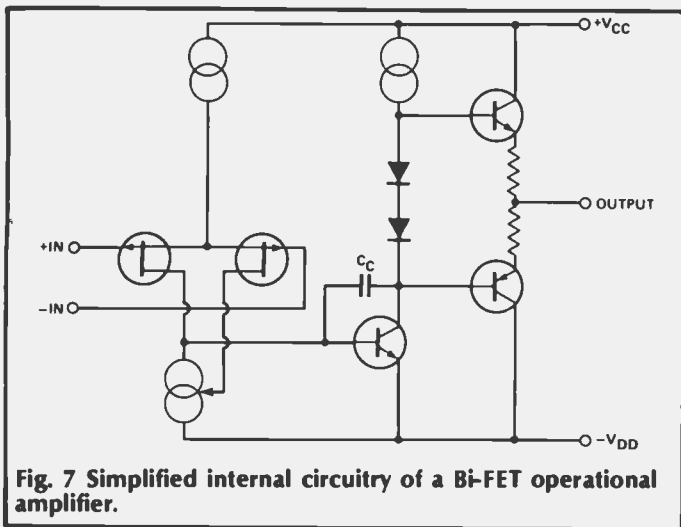 +VCC
+IN
−IN
CC
OUTPUT
−VDD
Fig. 7 Simplified internal circuitry of a Bi-FET operational
amplifier.